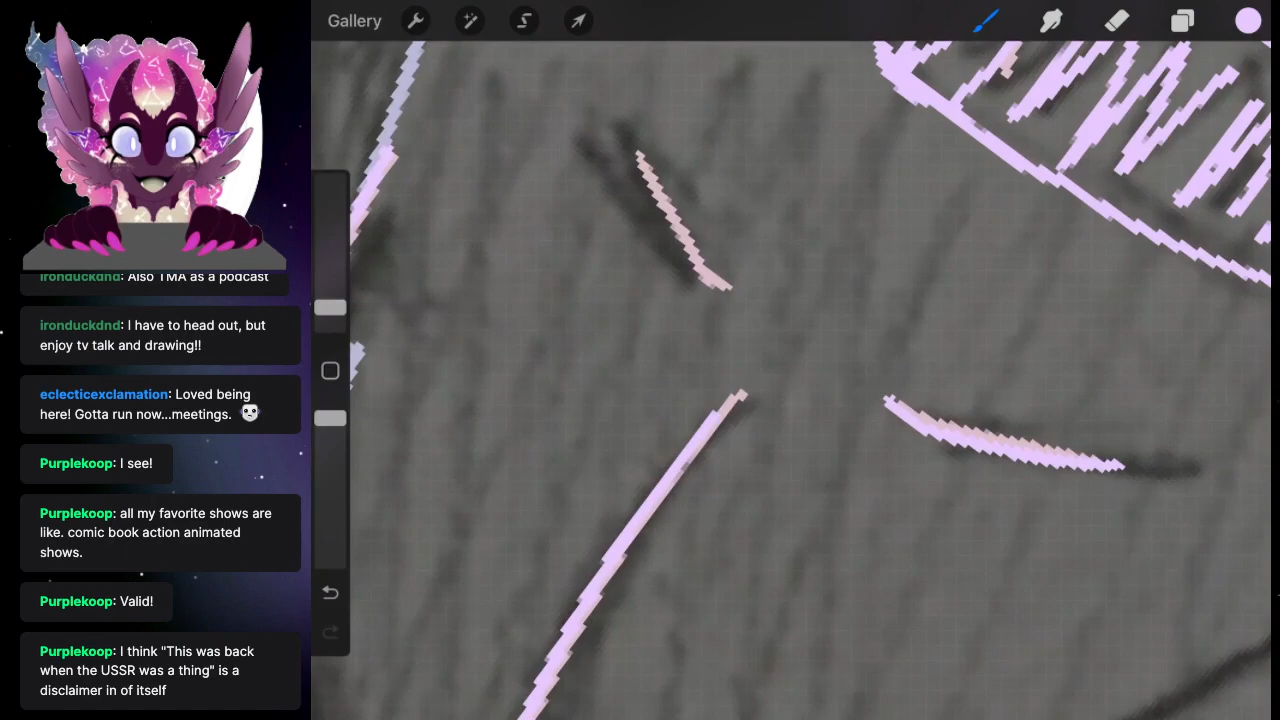 Gallery
ironduckdnd: Also TMA as a podcast
ironduckdnd: I have to head out, but
enjoy tv talk and drawing!!
eclecticexclamation: Loved being
here! Gotta run now...meetings.
Purplekoop: I see!
Purplekoop: all my favorite shows are
like. comic book action animated
shows.
Purplekoop: Valid!
Purplekoop: I think "This was back
when the USSR was a thing" is a
disclaimer in of itself